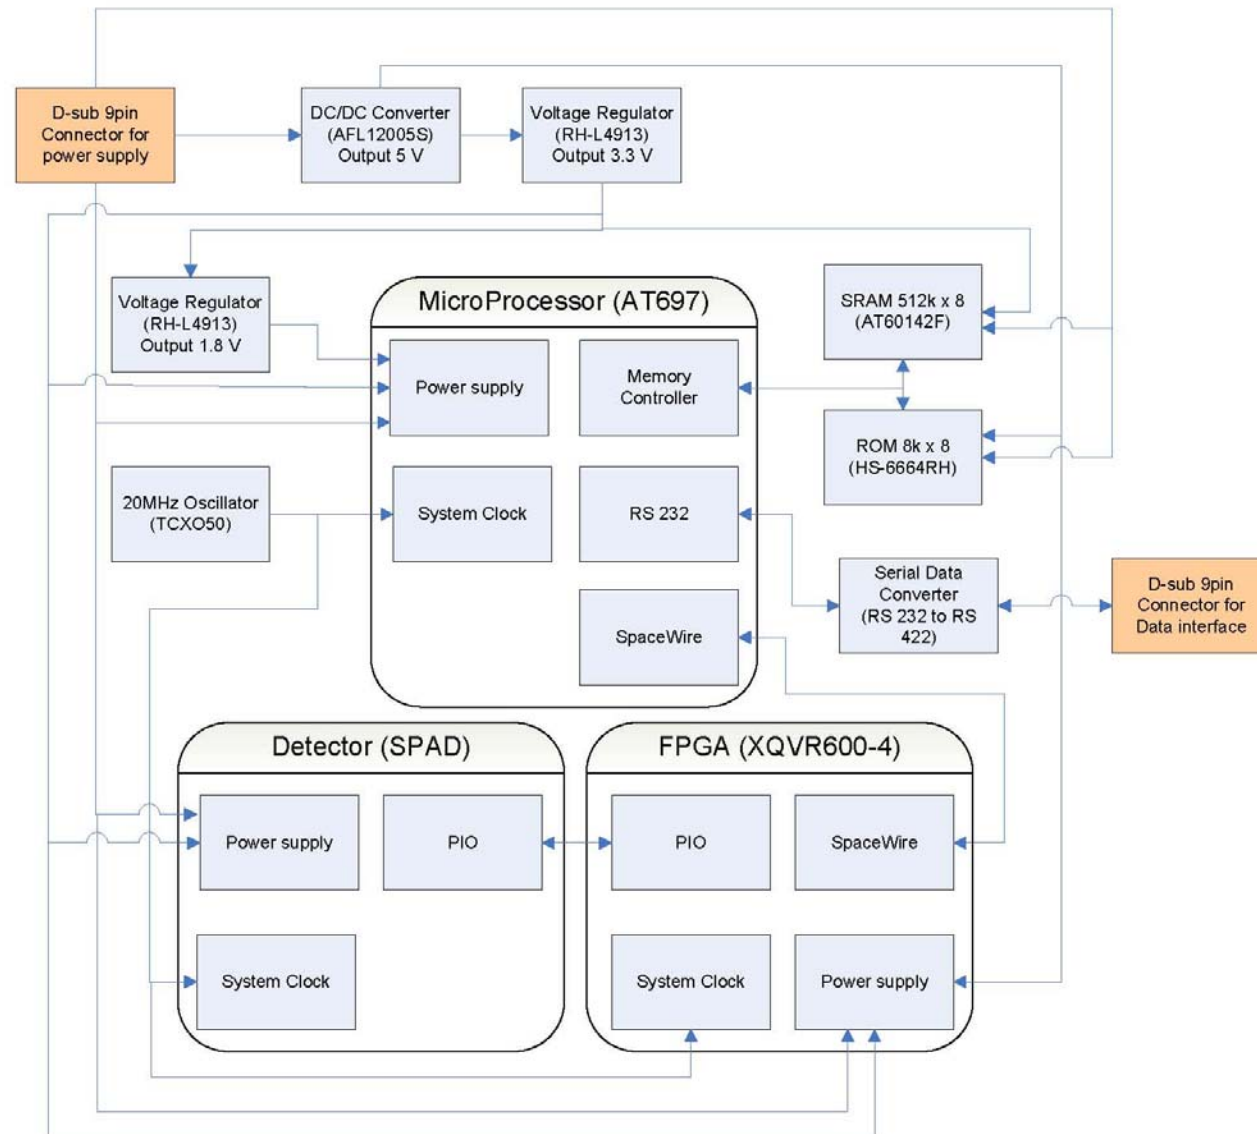 D-sub 9pin
Connector for
power supply
DC/DC Converter
(AFL12005S)
Output 5 V
Voltage Regulator
(RH-L4913)
Output 3.3 V
Voltage Regulator
(RH-L4913)
Output 1.8 V
MicroProcessor (AT697)
SRAM 512k x 8
(AT60142F)
Power supply
Memory
Controller
ROM 8k x 8
(HS-6664RH)
20MHz Oscillator
(TCXO50)
System Clock
RS 232
Serial Data
Converter
(RS 232 to RS
422)
D-sub 9pin
Connector for
Data interface
SpaceWire
Detector (SPAD)
FPGA (XQVR600-4)
Power supply
PIO
PIO
SpaceWire
System Clock
System Clock
Power supply